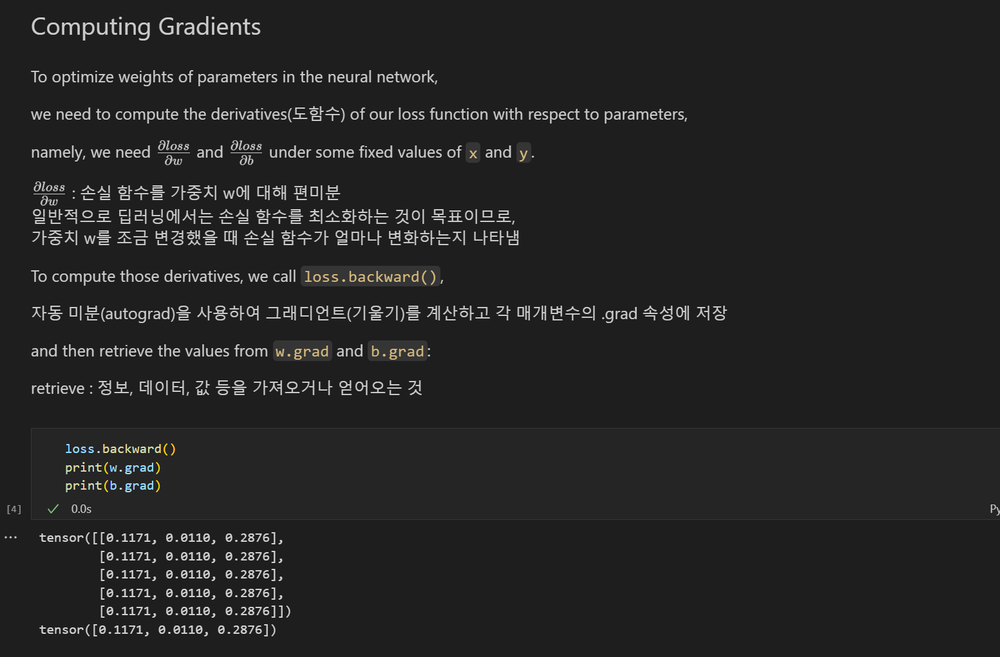 Computing Gradients
To optimize weights of parameters in the neural network,
we need to compute the derivatives(도함수) of our loss function with respect to parameters,
namely, we need ∂loss/∂w and ∂loss/∂b under some fixed values of x and y.
∂loss/∂w : 손실 함수를 가중치 w에 대해 편미분
일반적으로 딥러닝에서는 손실 함수를 최소화하는 것이 목표이므로,
가중치 w를 조금 변경했을 때 손실 함수가 얼마나 변화하는지 나타냄
To compute those derivatives, we call loss.backward(),
자동 미분(autograd)을 사용하여 그래디언트(기울기)를 계산하고 각 매개변수의 .grad 속성에 저장
and then retrieve the values from w.grad and b.grad:
retrieve : 정보, 데이터, 값 등을 가져오거나 얻어오는 것
loss.backward()
print(w.grad)
print(b.grad)
[4] ✓ 0.0s Py
... tensor([[0.1171, 0.0110, 0.2876],
[0.1171, 0.0110, 0.2876],
[0.1171, 0.0110, 0.2876],
[0.1171, 0.0110, 0.2876],
[0.1171, 0.0110, 0.2876]])
tensor([0.1171, 0.0110, 0.2876])